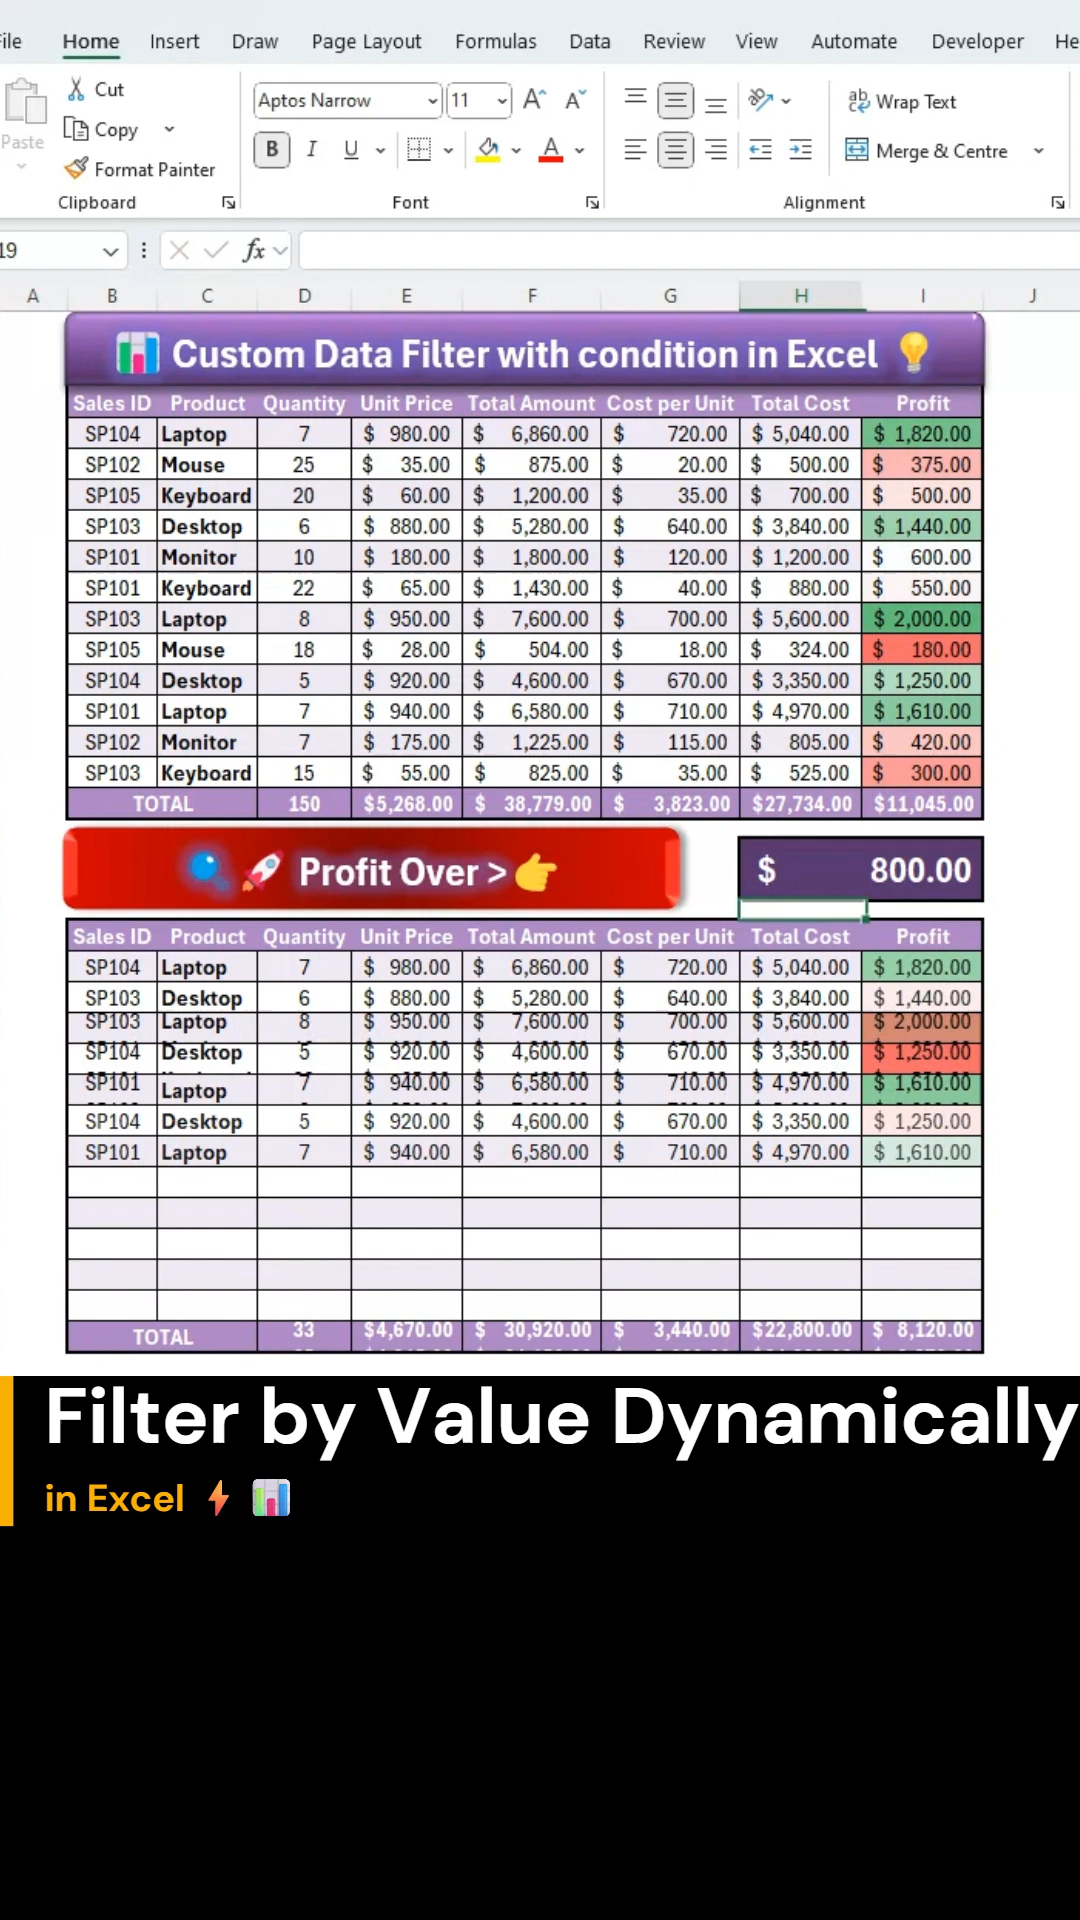 File Home Insert Draw Page Layout Formulas Data Review View Automate Developer He
Cut
Copy
Paste
Format Painter
Aptos Narrow 11
B I U
Wrap Text
Merge & Centre
Clipboard Font Alignment
19 fx
A B C D E F G H I J
Custom Data Filter with condition in Excel
Sales ID Product Quantity Unit Price Total Amount Cost per Unit Total Cost Profit
SP104 Laptop 7 $ 980.00 $ 6,860.00 $ 720.00 $ 5,040.00 $ 1,820.00
SP102 Mouse 25 $ 35.00 $ 875.00 $ 20.00 $ 500.00 $ 375.00
SP105 Keyboard 20 $ 60.00 $ 1,200.00 $ 35.00 $ 700.00 $ 500.00
SP103 Desktop 6 $ 880.00 $ 5,280.00 $ 640.00 $ 3,840.00 $ 1,440.00
SP101 Monitor 10 $ 180.00 $ 1,800.00 $ 120.00 $ 1,200.00 $ 600.00
SP101 Keyboard 22 $ 65.00 $ 1,430.00 $ 40.00 $ 880.00 $ 550.00
SP103 Laptop 8 $ 950.00 $ 7,600.00 $ 700.00 $ 5,600.00 $ 2,000.00
SP105 Mouse 18 $ 28.00 $ 504.00 $ 18.00 $ 324.00 $ 180.00
SP104 Desktop 5 $ 920.00 $ 4,600.00 $ 670.00 $ 3,350.00 $ 1,250.00
SP101 Laptop 7 $ 940.00 $ 6,580.00 $ 710.00 $ 4,970.00 $ 1,610.00
SP102 Monitor 7 $ 175.00 $ 1,225.00 $ 115.00 $ 805.00 $ 420.00
SP103 Keyboard 15 $ 55.00 $ 825.00 $ 35.00 $ 525.00 $ 300.00
TOTAL 150 $5,268.00 $ 38,779.00 $ 3,823.00 $27,734.00 $11,045.00
Profit Over > $ 800.00
Sales ID Product Quantity Unit Price Total Amount Cost per Unit Total Cost Profit
SP104 Laptop 7 $ 980.00 $ 6,860.00 $ 720.00 $ 5,040.00 $ 1,820.00
SP103 Desktop 6 $ 880.00 $ 5,280.00 $ 640.00 $ 3,840.00 $ 1,440.00
SP103 Laptop 8 $ 950.00 $ 7,600.00 $ 700.00 $ 5,600.00 $ 2,000.00
SP104 Desktop 5 $ 920.00 $ 4,600.00 $ 670.00 $ 3,350.00 $ 1,250.00
SP101 Laptop 7 $ 940.00 $ 6,580.00 $ 710.00 $ 4,970.00 $ 1,610.00
SP104 Desktop 5 $ 920.00 $ 4,600.00 $ 670.00 $ 3,350.00 $ 1,250.00
SP101 Laptop 7 $ 940.00 $ 6,580.00 $ 710.00 $ 4,970.00 $ 1,610.00
TOTAL 33 $4,670.00 $ 30,920.00 $ 3,440.00 $22,800.00 $ 8,120.00
Filter by Value Dynamically
in Excel